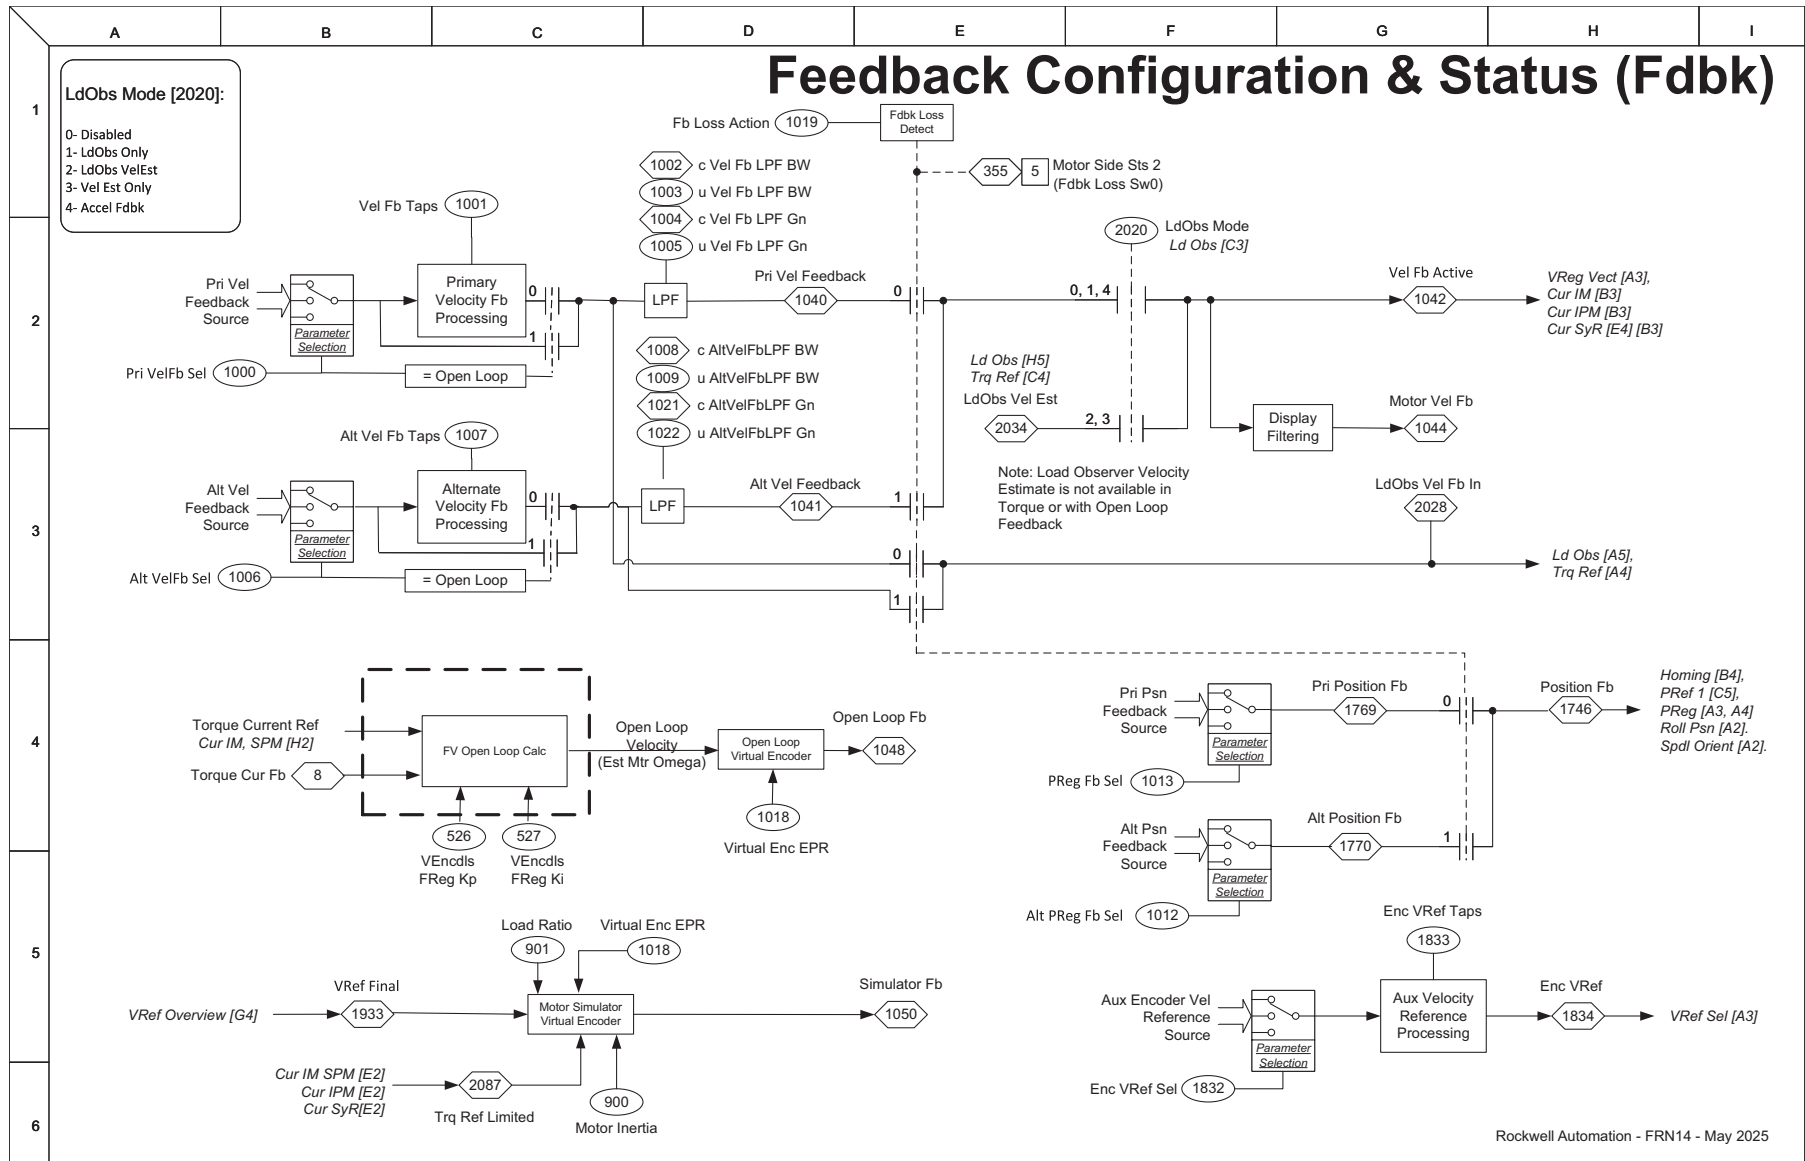 A B C D E F G H I
Feedback Configuration & Status (Fdbk)
1
LdObs Mode [2020]:
0- Disabled
1- LdObs Only
2- LdObs VelEst
3- Vel Est Only
4- Accel Fdbk
Fb Loss Action 1019
Fdbk Loss
Detect
355 5 Motor Side Sts 2
(Fdbk Loss Sw0)
1002 c Vel Fb LPF BW
1003 u Vel Fb LPF BW
1004 c Vel Fb LPF Gn
1005 u Vel Fb LPF Gn
Vel Fb Taps 1001
2020 LdObs Mode
Ld Obs [C3]
2
Pri Vel
Feedback
Source
Parameter
Selection
Primary
Velocity Fb
Processing
0
1
LPF
Pri Vel Feedback
1040
0
0, 1, 4
Vel Fb Active
1042
VReg Vect [A3],
Cur IM [B3]
Cur IPM [B3]
Cur SyR [E4] [B3]
Pri VelFb Sel 1000
= Open Loop
1008 c AltVelFbLPF BW
1009 u AltVelFbLPF BW
1021 c AltVelFbLPF Gn
1022 u AltVelFbLPF Gn
Ld Obs [H5]
Trq Ref [C4]
LdObs Vel Est
2034
2, 3
Display
Filtering
Motor Vel Fb
1044
Note: Load Observer Velocity
Estimate is not available in
Torque or with Open Loop
Feedback
3
Alt Vel Fb Taps 1007
Alt Vel
Feedback
Source
Parameter
Selection
Alternate
Velocity Fb
Processing
0
1
LPF
Alt Vel Feedback
1041
1
LdObs Vel Fb In
2028
0
1
Ld Obs [A5],
Trq Ref [A4]
Alt VelFb Sel 1006
= Open Loop
4
Torque Current Ref
Cur IM, SPM [H2]
Torque Cur Fb 8
FV Open Loop Calc
526
VEncdls
FReg Kp
527
VEncdls
FReg Ki
Open Loop
Velocity
(Est Mtr Omega)
Open Loop
Virtual Encoder
Open Loop Fb
1048
1018
Virtual Enc EPR
Pri Psn
Feedback
Source
Parameter
Selection
PReg Fb Sel 1013
Pri Position Fb
1769
0
Position Fb
1746
Homing [B4],
PRef 1 [C5],
PReg [A3, A4]
Roll Psn [A2].
Spdl Orient [A2].
Alt Psn
Feedback
Source
Parameter
Selection
Alt PReg Fb Sel 1012
Alt Position Fb
1770
1
5
Load Ratio
901
Virtual Enc EPR
1018
VRef Overview [G4]
VRef Final
1933
Motor Simulator
Virtual Encoder
Simulator Fb
1050
Cur IM SPM [E2]
Cur IPM [E2]
Cur SyR[E2]
2087
Trq Ref Limited
900
Motor Inertia
Enc VRef Taps
1833
Aux Encoder Vel
Reference
Source
Parameter
Selection
Aux Velocity
Reference
Processing
Enc VRef
1834
VRef Sel [A3]
Enc VRef Sel 1832
6
Rockwell Automation - FRN14 - May 2025